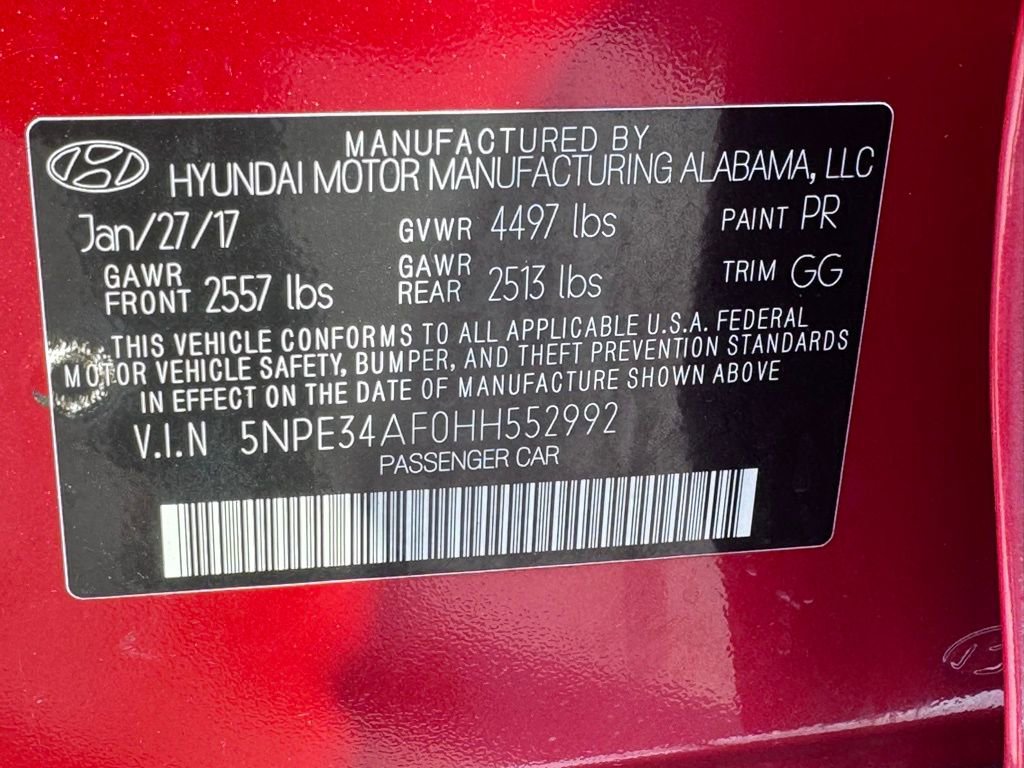 MANUFACTURED BY
HYUNDAI MOTOR MANUFACTURING ALABAMA, LLC
Jan/27/17 GVWR 4497 lbs PAINT PR
GAWR FRONT 2557 lbs GAWR REAR 2513 lbs TRIM GG
THIS VEHICLE CONFORMS TO ALL APPLICABLE U.S.A. FEDERAL
MOTOR VEHICLE SAFETY, BUMPER, AND THEFT PREVENTION STANDARDS
IN EFFECT ON THE DATE OF MANUFACTURE SHOWN ABOVE
V.I.N 5NPE34AF0HH552992
PASSENGER CAR